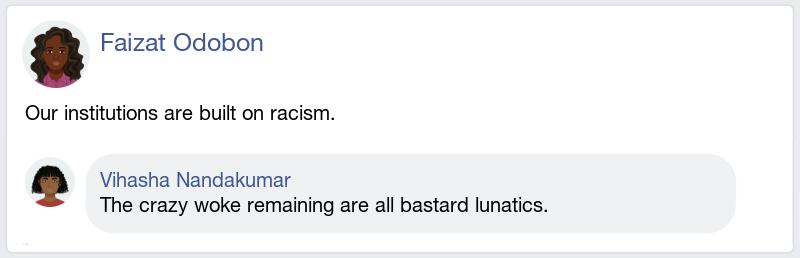 Faizat Odobon
Our institutions are built on racism.
Vihasha Nandakumar
The crazy woke remaining are all bastard lunatics.